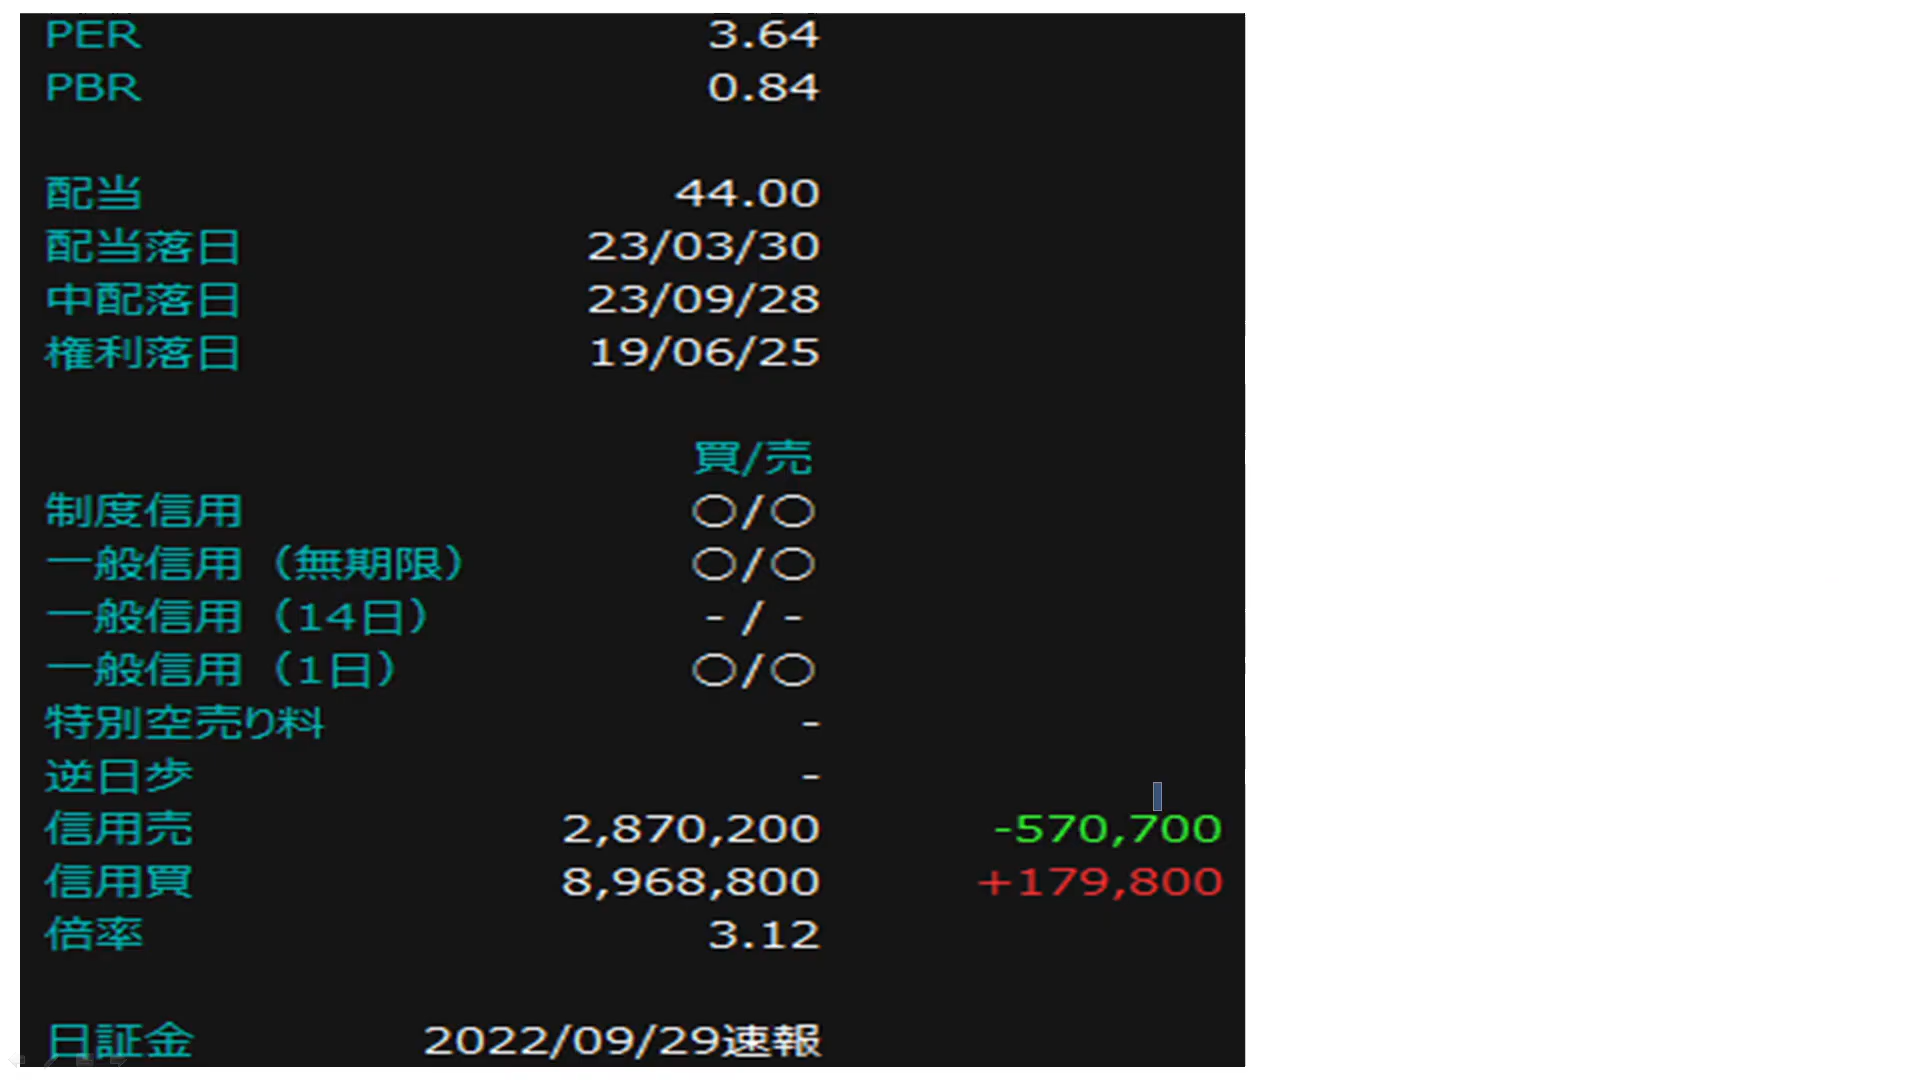 PER 3.64
PBR 0.84
配当 44.00
配当落日 23/03/30
中配落日 23/09/28
権利落日 19/06/25
買/売
制度信用 ○/○
一般信用（無期限） ○/○
一般信用（14日） - / -
一般信用（1日） ○/○
特別空売り料 -
逆日歩 -
信用売 2,870,200 -570,700
信用買 8,968,800 +179,800
倍率 3.12
日証金 2022/09/29速報